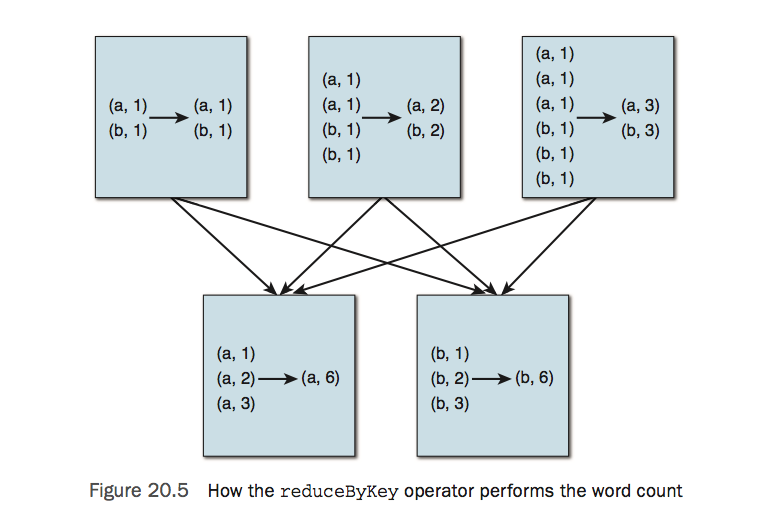 (a, 1) (a, 1)
(b, 1) (b, 1)
(a, 1)
(a, 1) (a, 2)
(b, 1) (b, 2)
(b, 1)
(a, 1)
(a, 1)
(a, 1) (a, 3)
(b, 1) (b, 3)
(b, 1)
(b, 1)
(a, 1)
(a, 2) (a, 6)
(a, 3)
(b, 1)
(b, 2) (b, 6)
(b, 3)
Figure 20.5 How the reduceByKey operator performs the word count